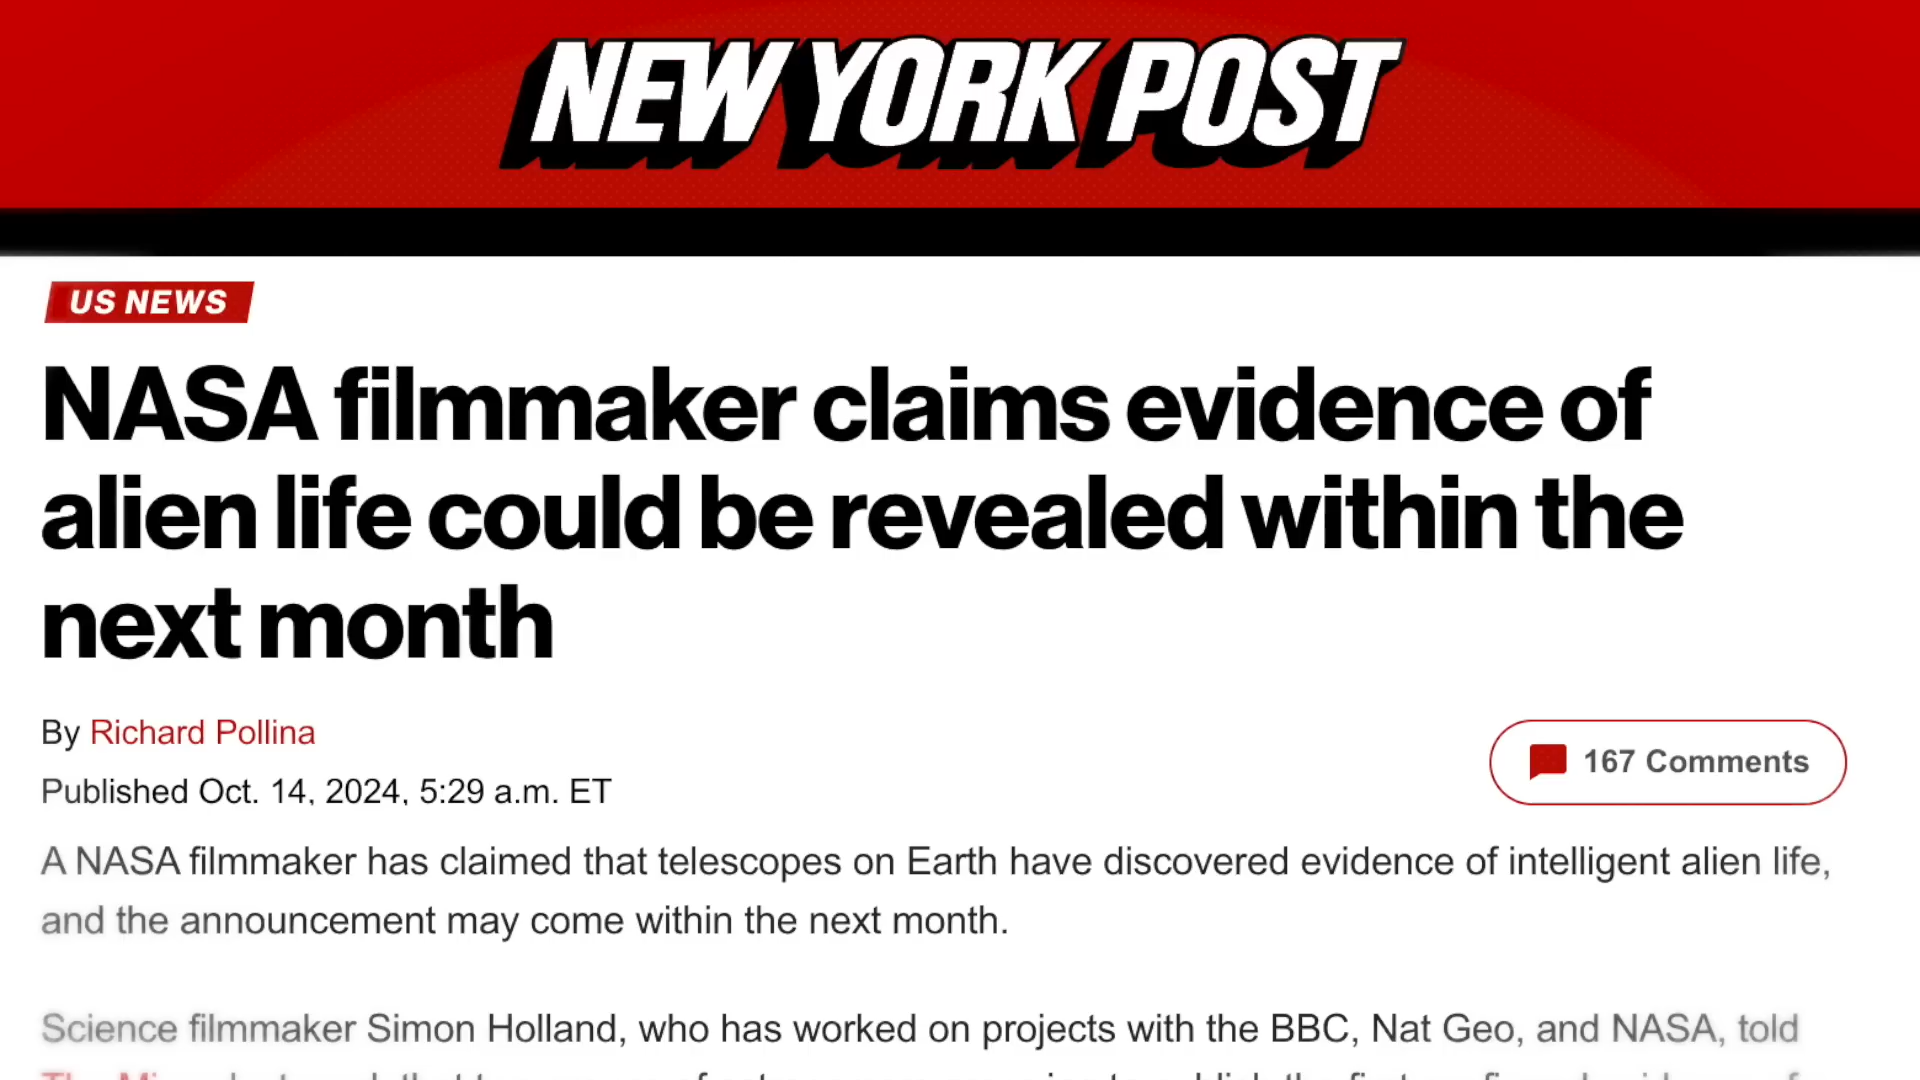 NEW YORK POST
US NEWS
NASA filmmaker claims evidence of
alien life could be revealed within the
next month
By Richard Pollina
167 Comments
Published Oct. 14, 2024, 5:29 a.m. ET
A NASA filmmaker has claimed that telescopes on Earth have discovered evidence of intelligent alien life,
and the announcement may come within the next month.
Science filmmaker Simon Holland, who has worked on projects with the BBC, Nat Geo, and NASA, told